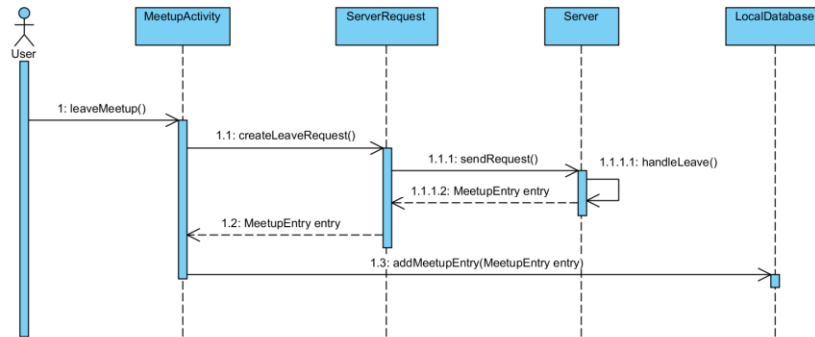 MeetupActivity
ServerRequest
Server
LocalDatabase
User
1: leaveMeetup()
1.1: createLeaveRequest()
1.1.1: sendRequest()
1.1.1.1: handleLeave()
1.1.1.2: MeetupEntry entry
1.2: MeetupEntry entry
1.3: addMeetupEntry(MeetupEntry entry)